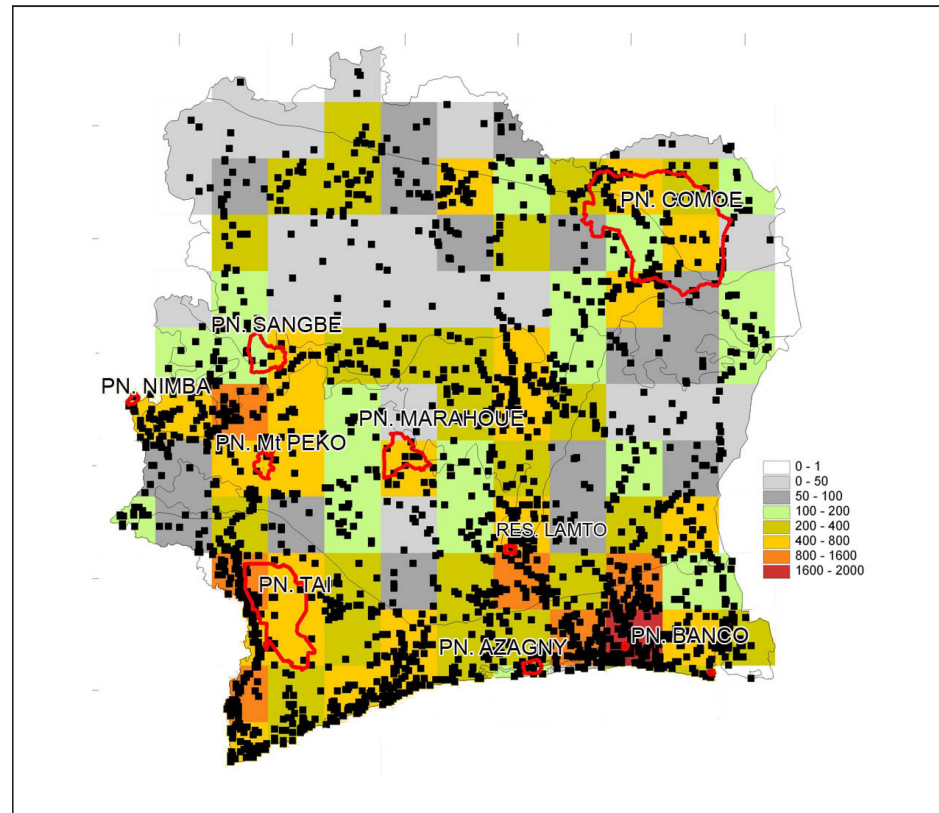 PN. COMOE
PN. SANGBE
PN. NIMBA
PN. MARAHOUE
PN. Mt PEKO
0 - 1
0 - 50
50 - 100
100 - 200
200 - 400
400 - 800
800 - 1600
1600 - 2000
RES. LAMTO
PN. TAI
PN. BANCO
PN. AZAGNY